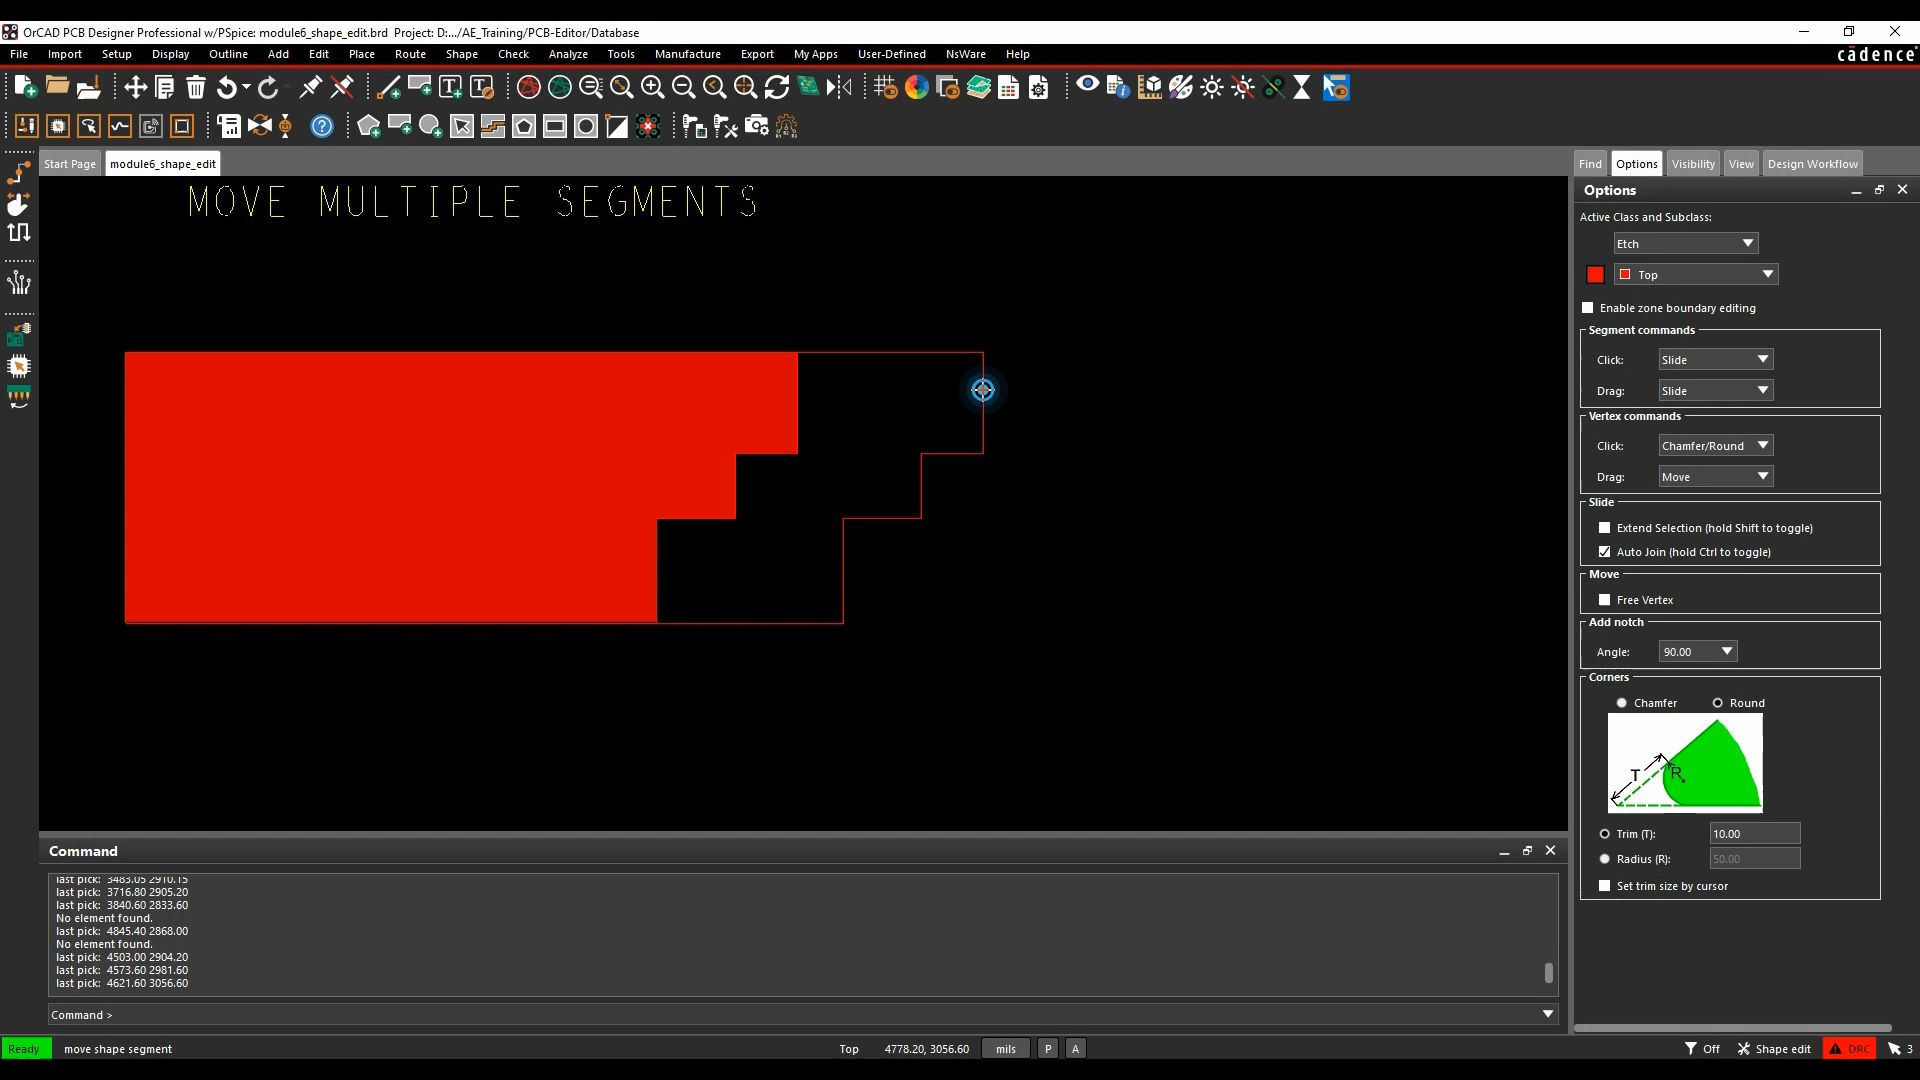 OrCAD PCB Designer Professional w/PSpice: module6_shape_edit.brd  Project: D:.../AE_Training/PCB-Editor/Database
File Import Setup Display Outline Add Edit Place Route Shape Check Analyze Tools Manufacture Export My Apps User-Defined NsWare Help
cādence
Start Page module6_shape_edit
Find Options Visibility View Design Workflow
MOVE MULTIPLE SEGMENTS
Options
Active Class and Subclass:
Etch
Top
Enable zone boundary editing
Segment commands
Click: Slide
Drag: Slide
Vertex commands
Click: Chamfer/Round
Drag: Move
Slide
Extend Selection (hold Shift to toggle)
Auto Join (hold Ctrl to toggle)
Move
Free Vertex
Add notch
Angle: 90.00
Corners
Chamfer Round
T R
Trim (T): 10.00
Radius (R): 50.00
Set trim size by cursor
Command
last pick:  3483.05 2910.15
last pick:  3716.80 2905.20
last pick:  3840.60 2833.60
No element found.
last pick:  4845.40 2868.00
No element found.
last pick:  4503.00 2904.20
last pick:  4573.60 2981.60
last pick:  4621.60 3056.60
Command >
Ready move shape segment Top 4778.20, 3056.60 mils P A Off Shape edit DRC 3